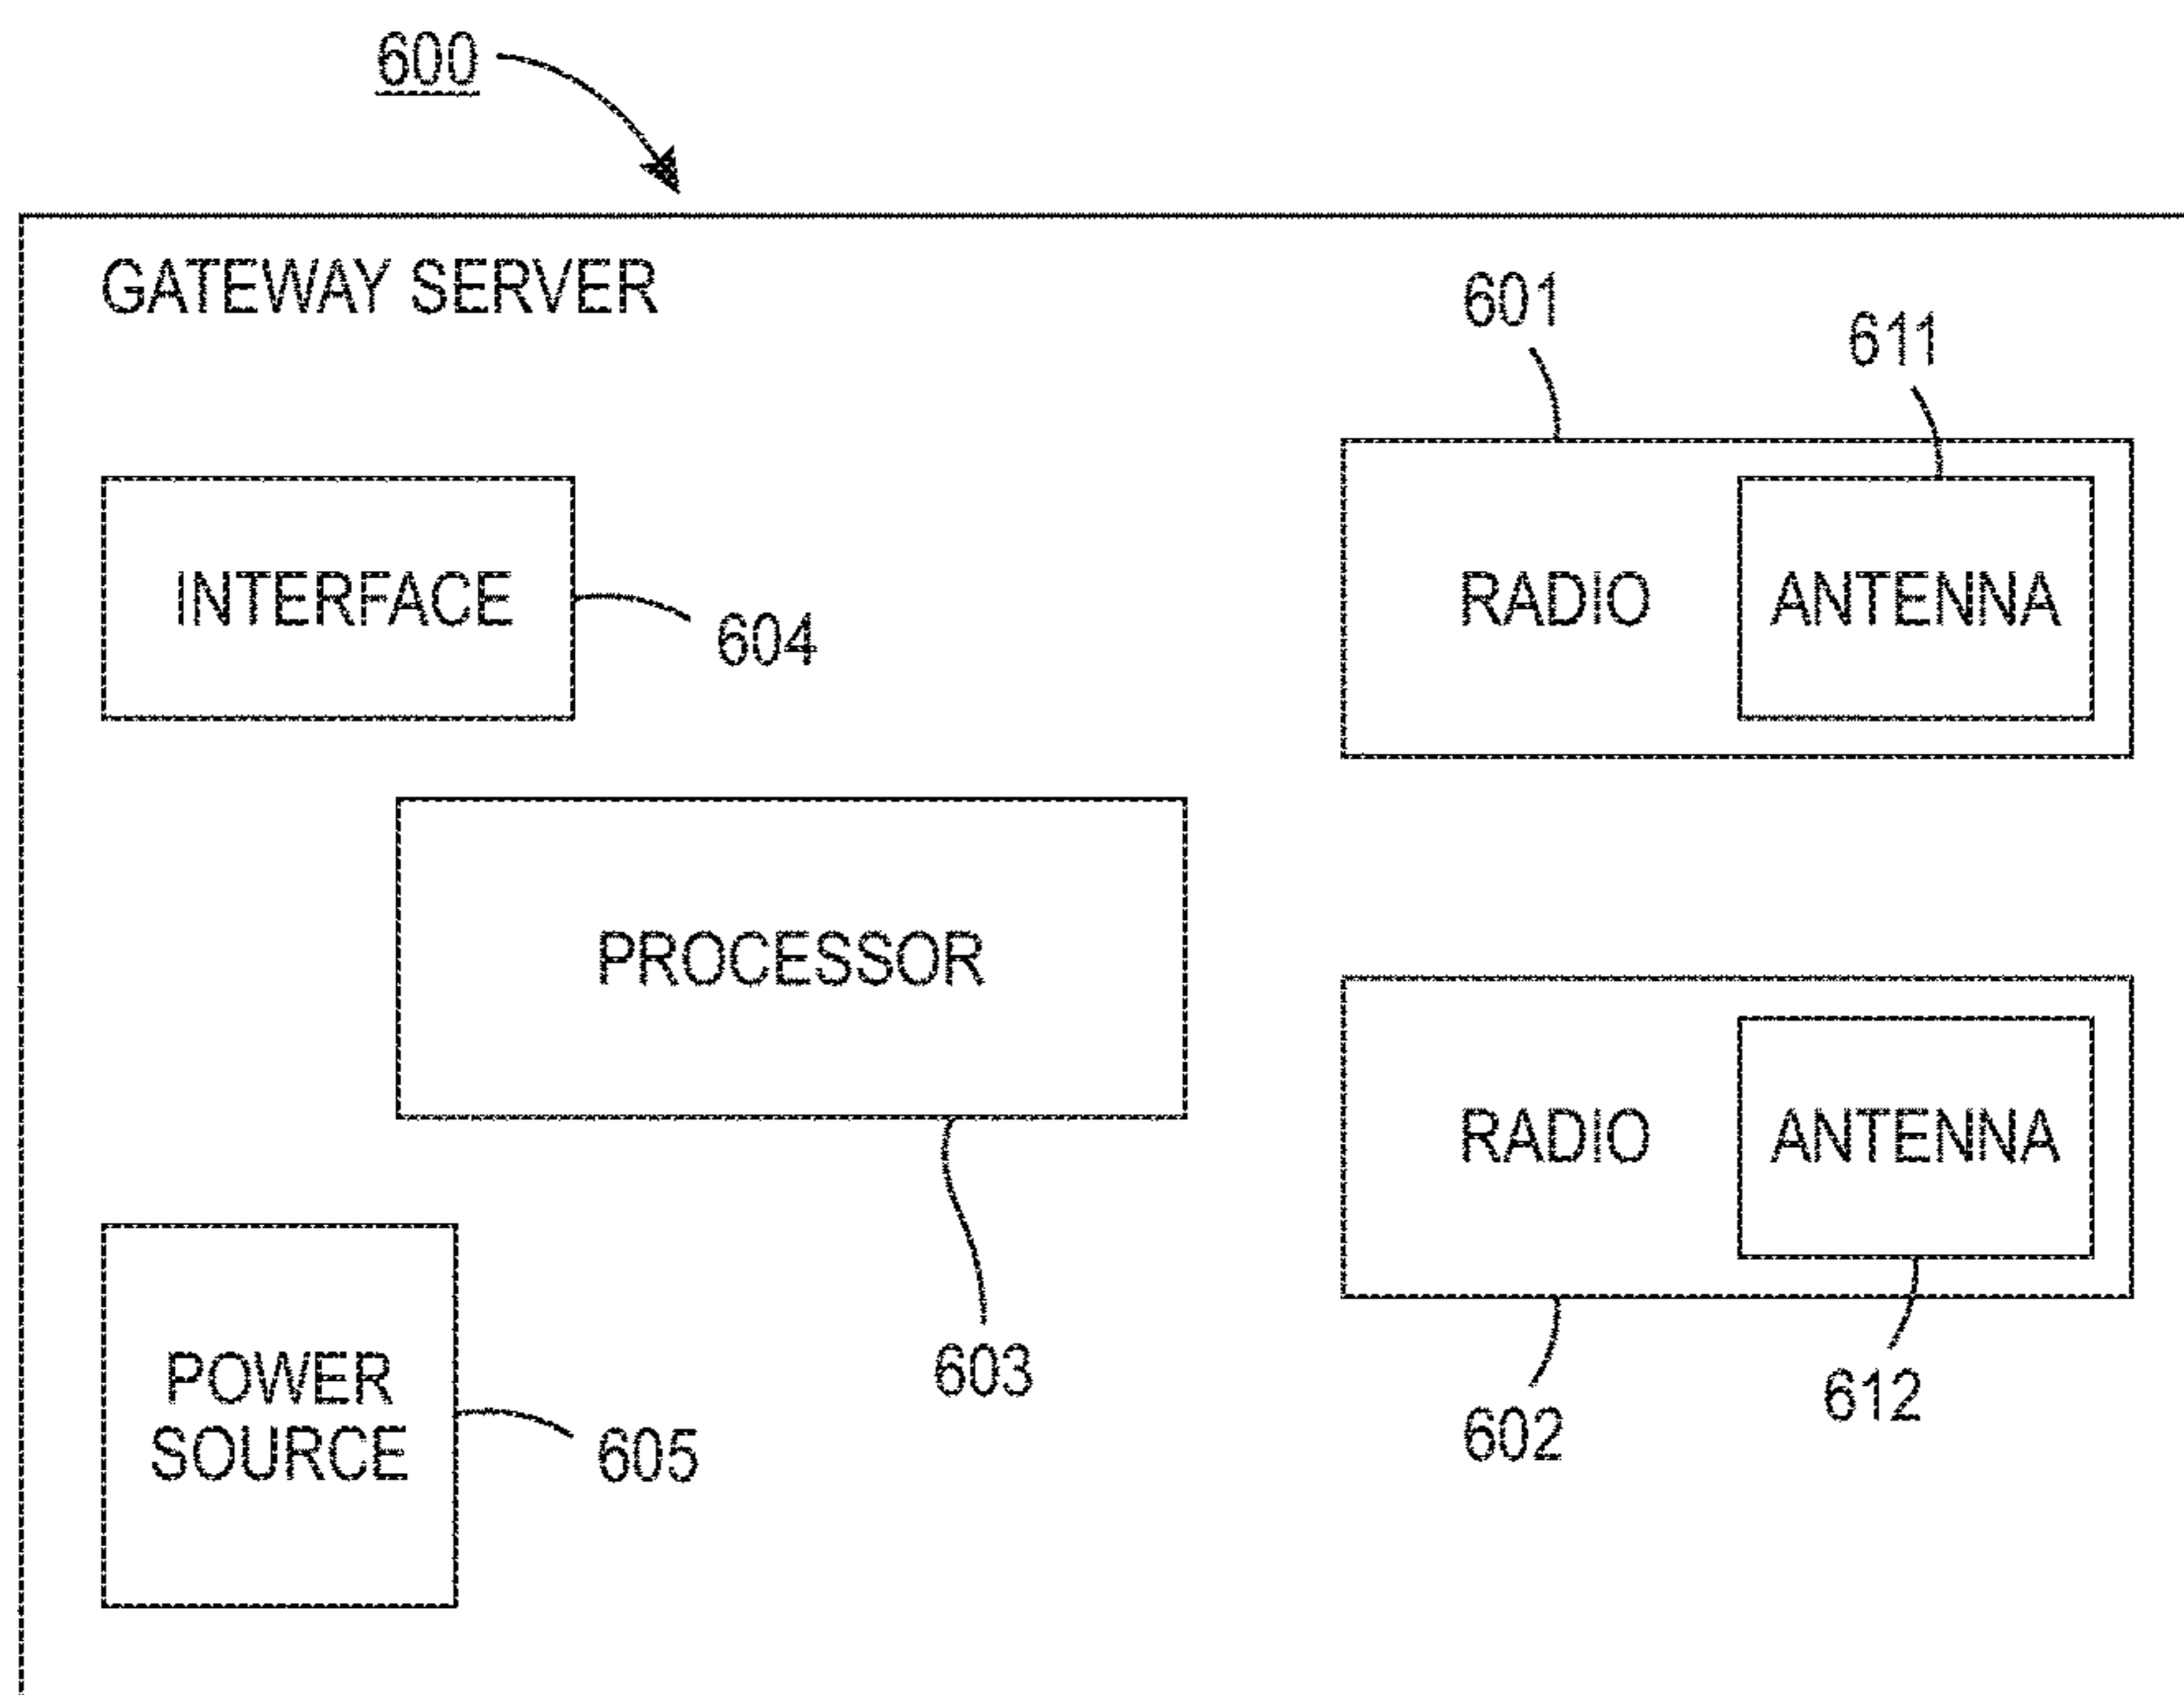 600
GATEWAY SERVER
601
611
INTERFACE
604
RADIO
ANTENNA
PROCESSOR
603
RADIO
ANTENNA
602
612
POWER
SOURCE
605